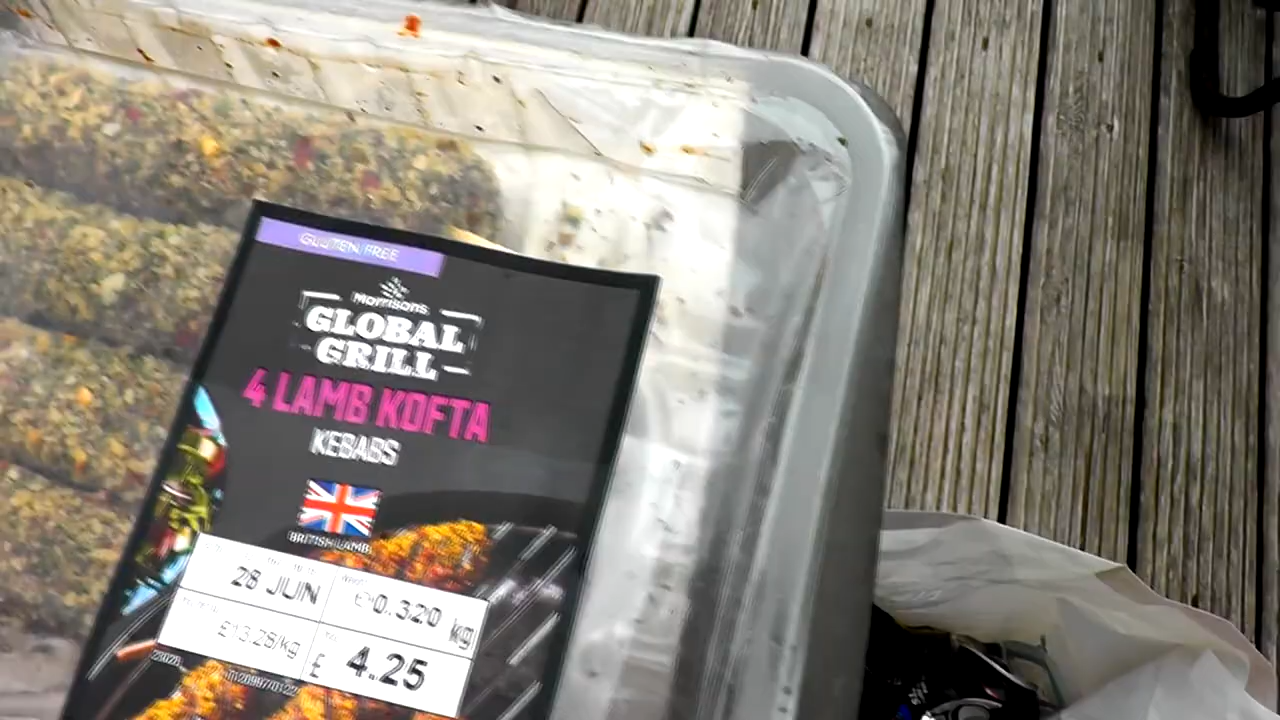 GLUTEN FREE
Morrisons
GLOBAL
GRILL
4 LAMB KOFTA
KEBABS
BRITISH LAMB
28 JUN
e0.320 kg
£13.28/kg
£ 4.25